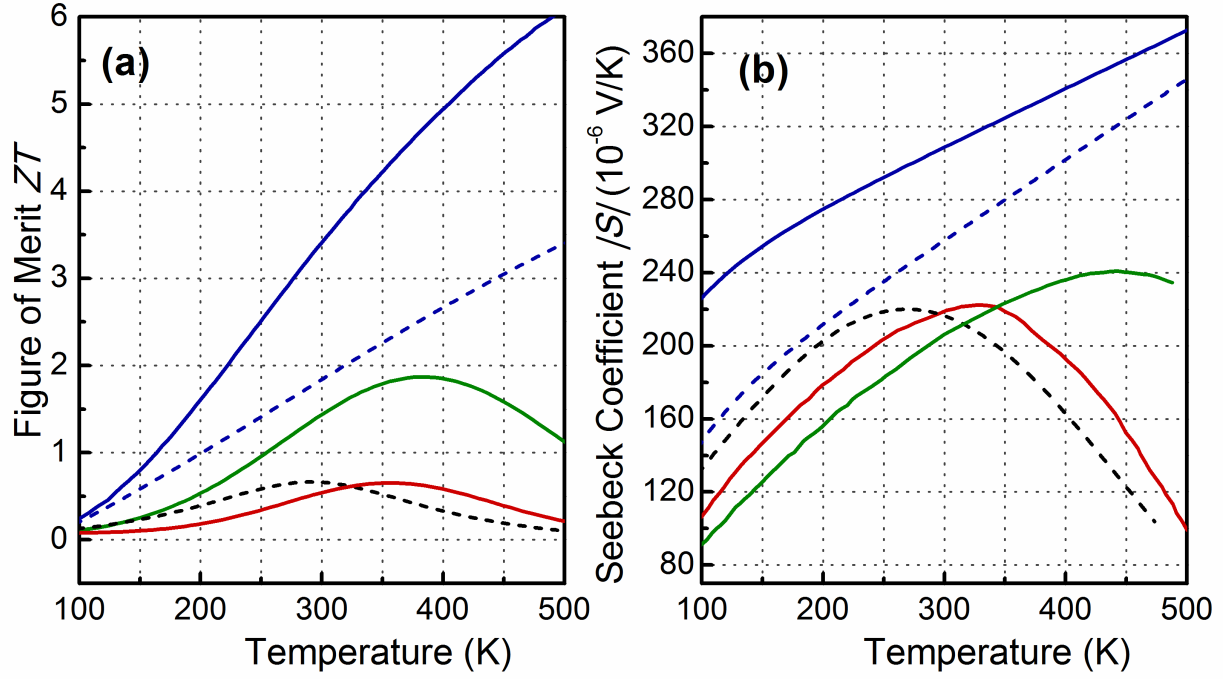 (a)
Figure of Merit ZT
6
5
4
3
2
1
0
100 200 300 400 500
Temperature (K)
(b)
Seebeck Coefficient /S/ (10⁻⁶ V/K)
360
320
280
240
200
160
120
80
100 200 300 400 500
Temperature (K)